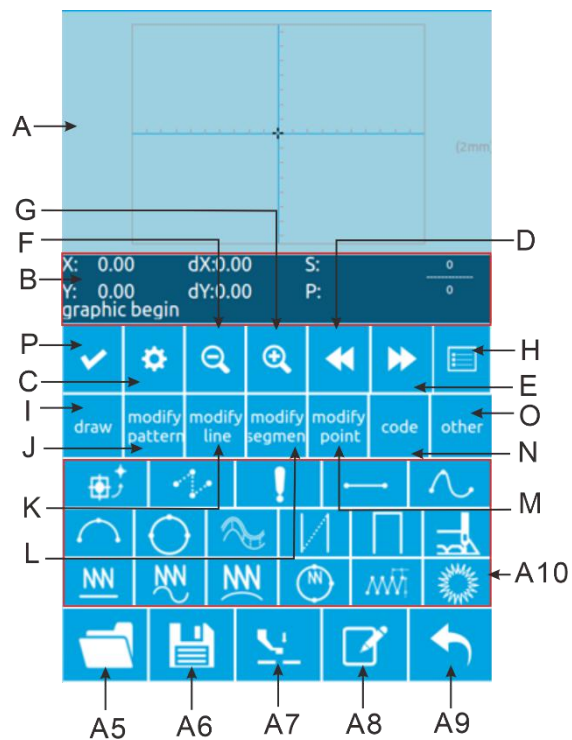 A
(2mm)
G
F
D
X: 0.00 dX:0.00 S: 0
B
Y: 0.00 dY:0.00 P: 0
graphic begin
P
H
C
E
I
O
draw
modify pattern
modify line
modify segmen
modify point
code
other
J
N
K
M
L
A10
A5
A6
A7
A8
A9